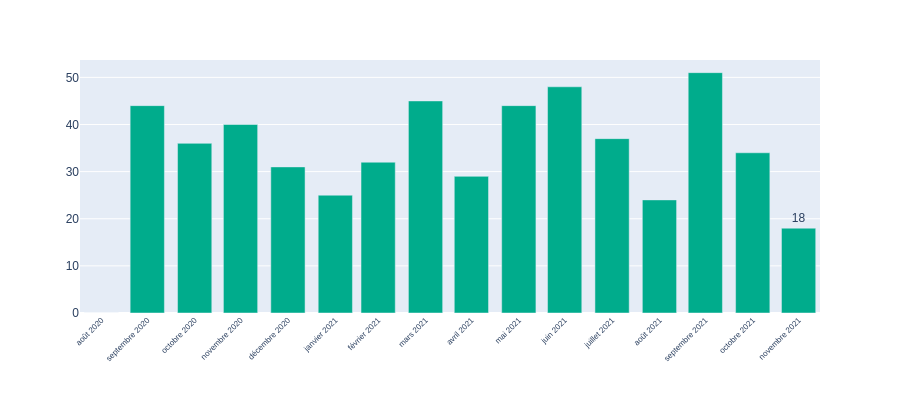 50
40
30
20
10
0
18
août 2020
septembre 2020
octobre 2020
novembre 2020
décembre 2020
janvier 2021
février 2021
mars 2021
avril 2021
mai 2021
juin 2021
juillet 2021
août 2021
septembre 2021
octobre 2021
novembre 2021